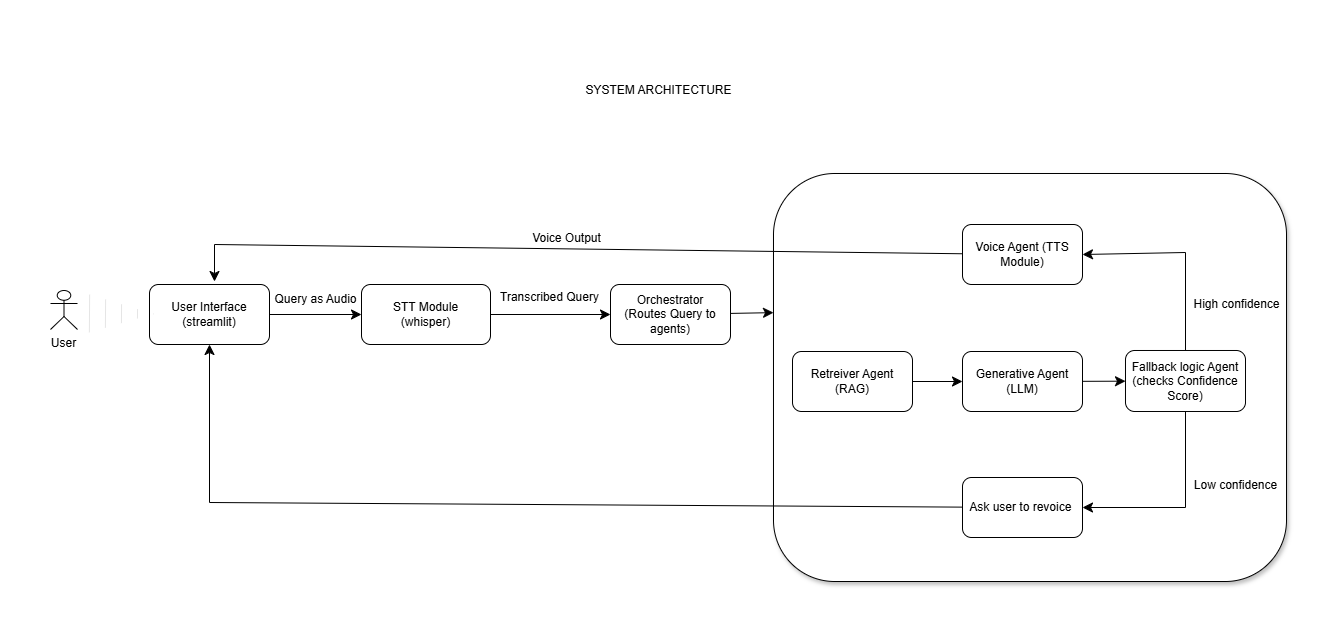 SYSTEM ARCHITECTURE
Voice Output
Voice Agent (TTS
Module)
High confidence
User
User Interface
(streamlit)
Query as Audio
STT Module
(whisper)
Transcribed Query
Orchestrator
(Routes Query to
agents)
Retreiver Agent
(RAG)
Generative Agent
(LLM)
Fallback logic Agent
(checks Confidence
Score)
Low confidence
Ask user to revoice